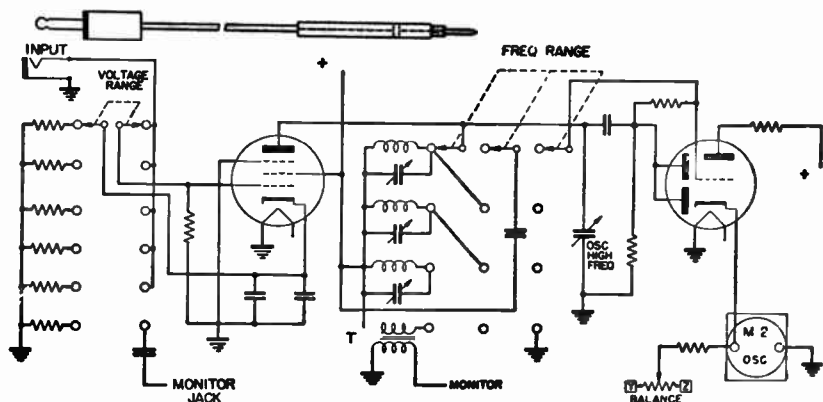 INPUT
VOLTAGE
RANGE
+
FREQ RANGE
+
OSC
HIGH
FREQ
T
M 2
OSC
MONITOR
JACK
MONITOR
Y
Z
BALANCE